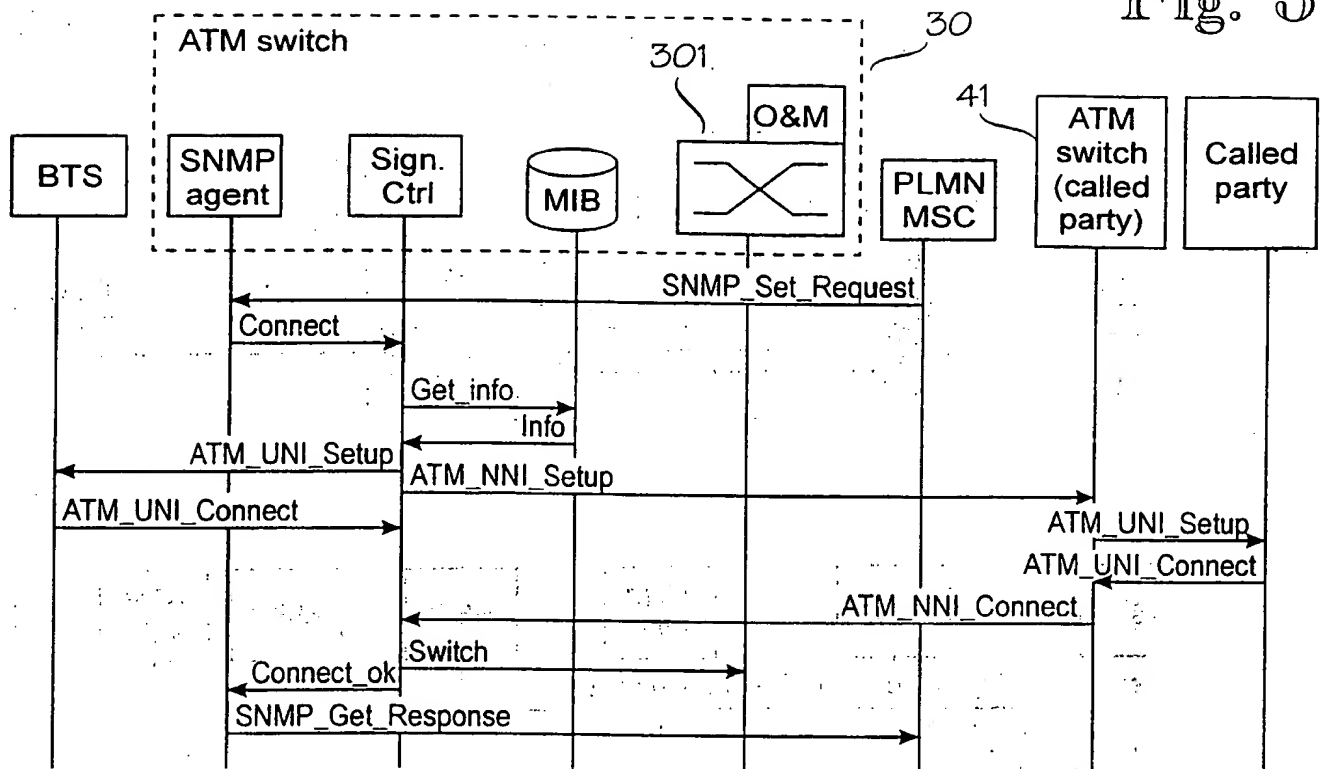 Fig. 5
ATM switch
30
301
41
O&M
BTS
SNMP
agent
Sign.
Ctrl
MIB
PLMN
MSC
ATM
switch
(called
party)
Called
party
SNMP_Set_Request
Connect
Get_info
Info
ATM_UNI_Setup
ATM_NNI_Setup
ATM_UNI_Connect
ATM_UNI_Setup
ATM_UNI_Connect
ATM_NNI_Connect
Switch
Connect_ok
SNMP_Get_Response